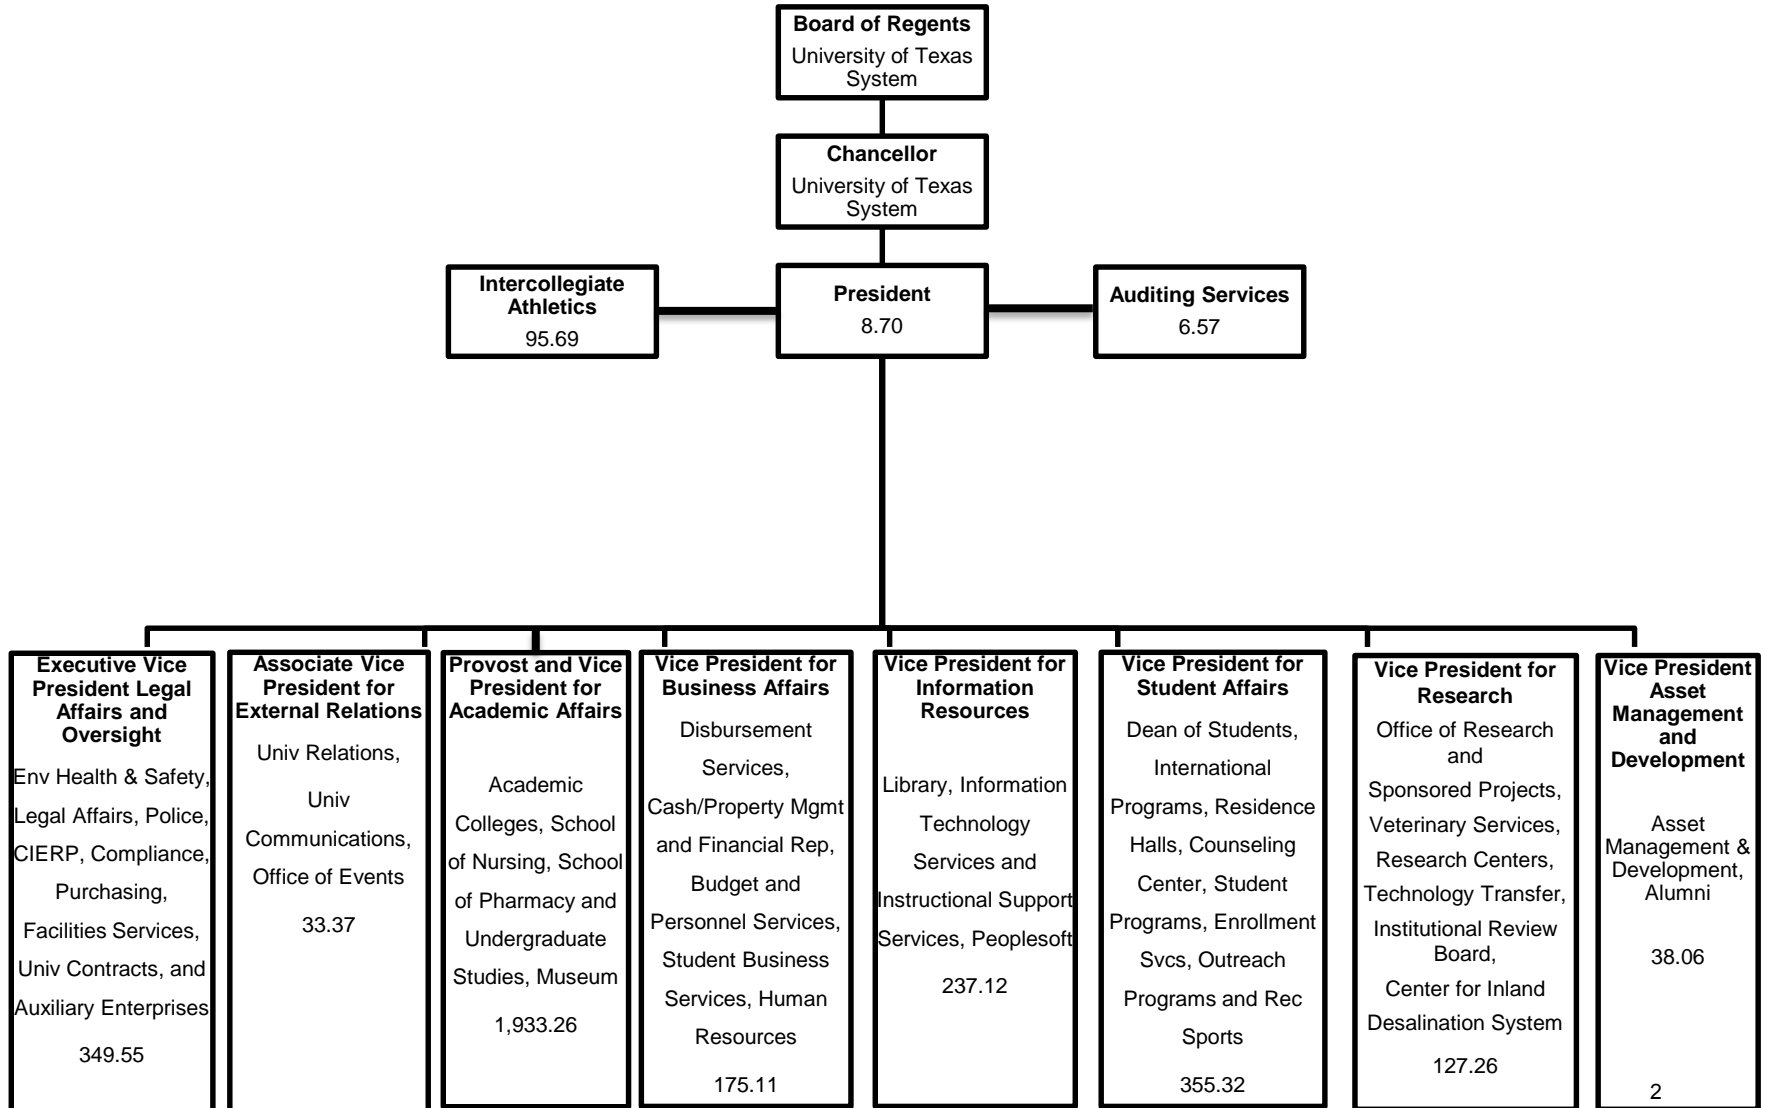 Board of Regents
University of Texas
System
Chancellor
University of Texas
System
Intercollegiate
Athletics
95.69
President
8.70
Auditing Services
6.57
Executive Vice
President Legal
Affairs and
Oversight
Env Health & Safety,
Legal Affairs, Police,
CIERP, Compliance,
Purchasing,
Facilities Services,
Univ Contracts, and
Auxiliary Enterprises
349.55
Associate Vice
President for
External Relations
Univ Relations,
Univ
Communications,
Office of Events
33.37
Provost and Vice
President for
Academic Affairs
Academic
Colleges, School
of Nursing, School
of Pharmacy and
Undergraduate
Studies, Museum
1,933.26
Vice President for
Business Affairs
Disbursement
Services,
Cash/Property Mgmt
and Financial Rep,
Budget and
Personnel Services,
Student Business
Services, Human
Resources
175.11
Vice President for
Information
Resources
Library, Information
Technology
Services and
Instructional Support
Services, Peoplesoft
237.12
Vice President for
Student Affairs
Dean of Students,
International
Programs, Residence
Halls, Counseling
Center, Student
Programs, Enrollment
Svcs, Outreach
Programs and Rec
Sports
355.32
Vice President for
Research
Office of Research
and
Sponsored Projects,
Veterinary Services,
Research Centers,
Technology Transfer,
Institutional Review
Board,
Center for Inland
Desalination System
127.26
Vice President
Asset
Management
and
Development
Asset
Management &
Development,
Alumni
38.06
2